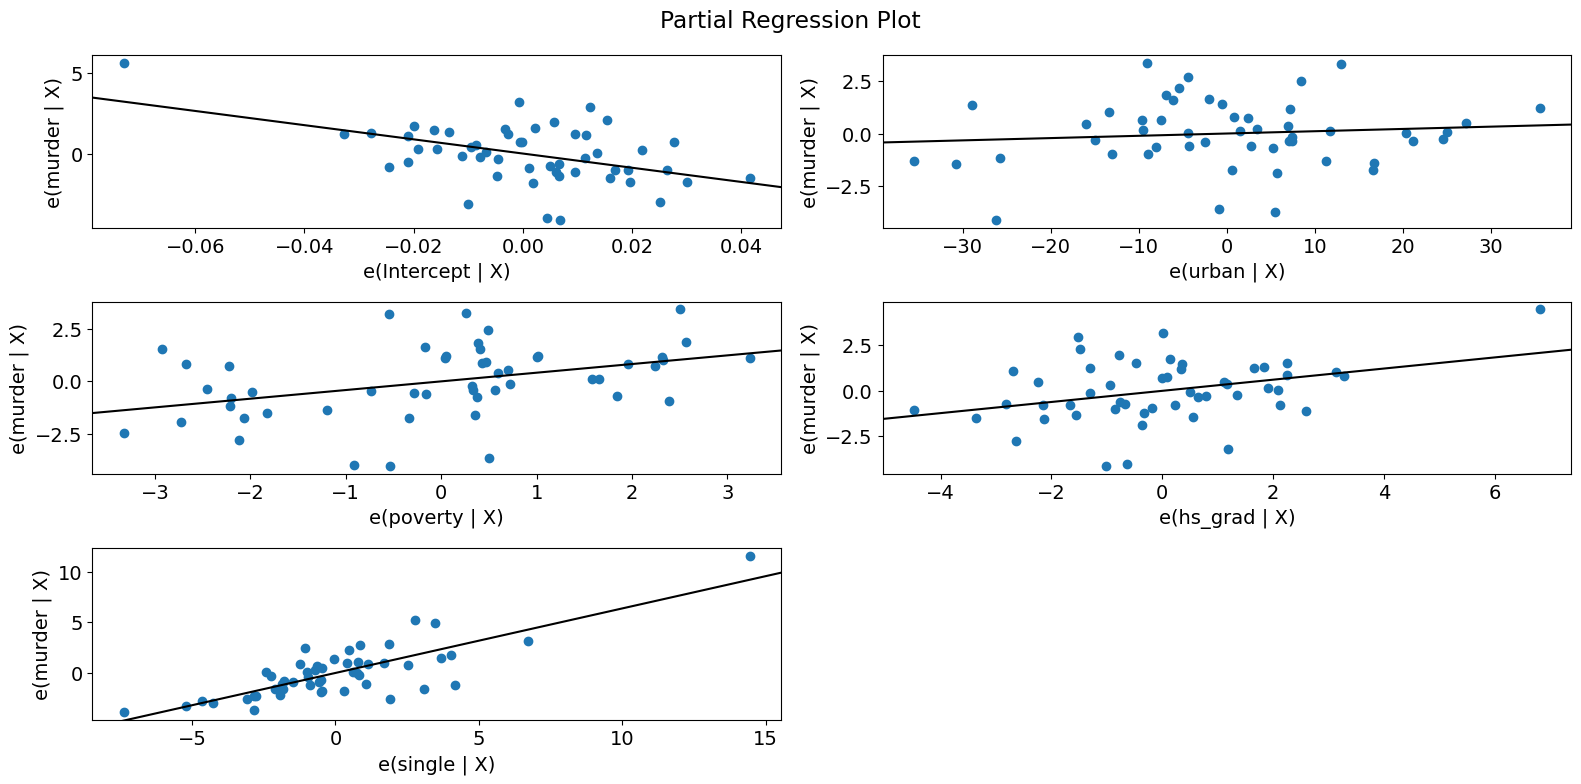 Partial Regression Plot
e(murder | X)
5
0
−0.06 −0.04 −0.02 0.00 0.02 0.04
e(Intercept | X)
e(murder | X)
2.5
0.0
−2.5
−30 −20 −10 0 10 20 30
e(urban | X)
e(murder | X)
2.5
0.0
−2.5
−3 −2 −1 0 1 2 3
e(poverty | X)
e(murder | X)
2.5
0.0
−2.5
−4 −2 0 2 4 6
e(hs_grad | X)
e(murder | X)
10
5
0
−5 0 5 10 15
e(single | X)